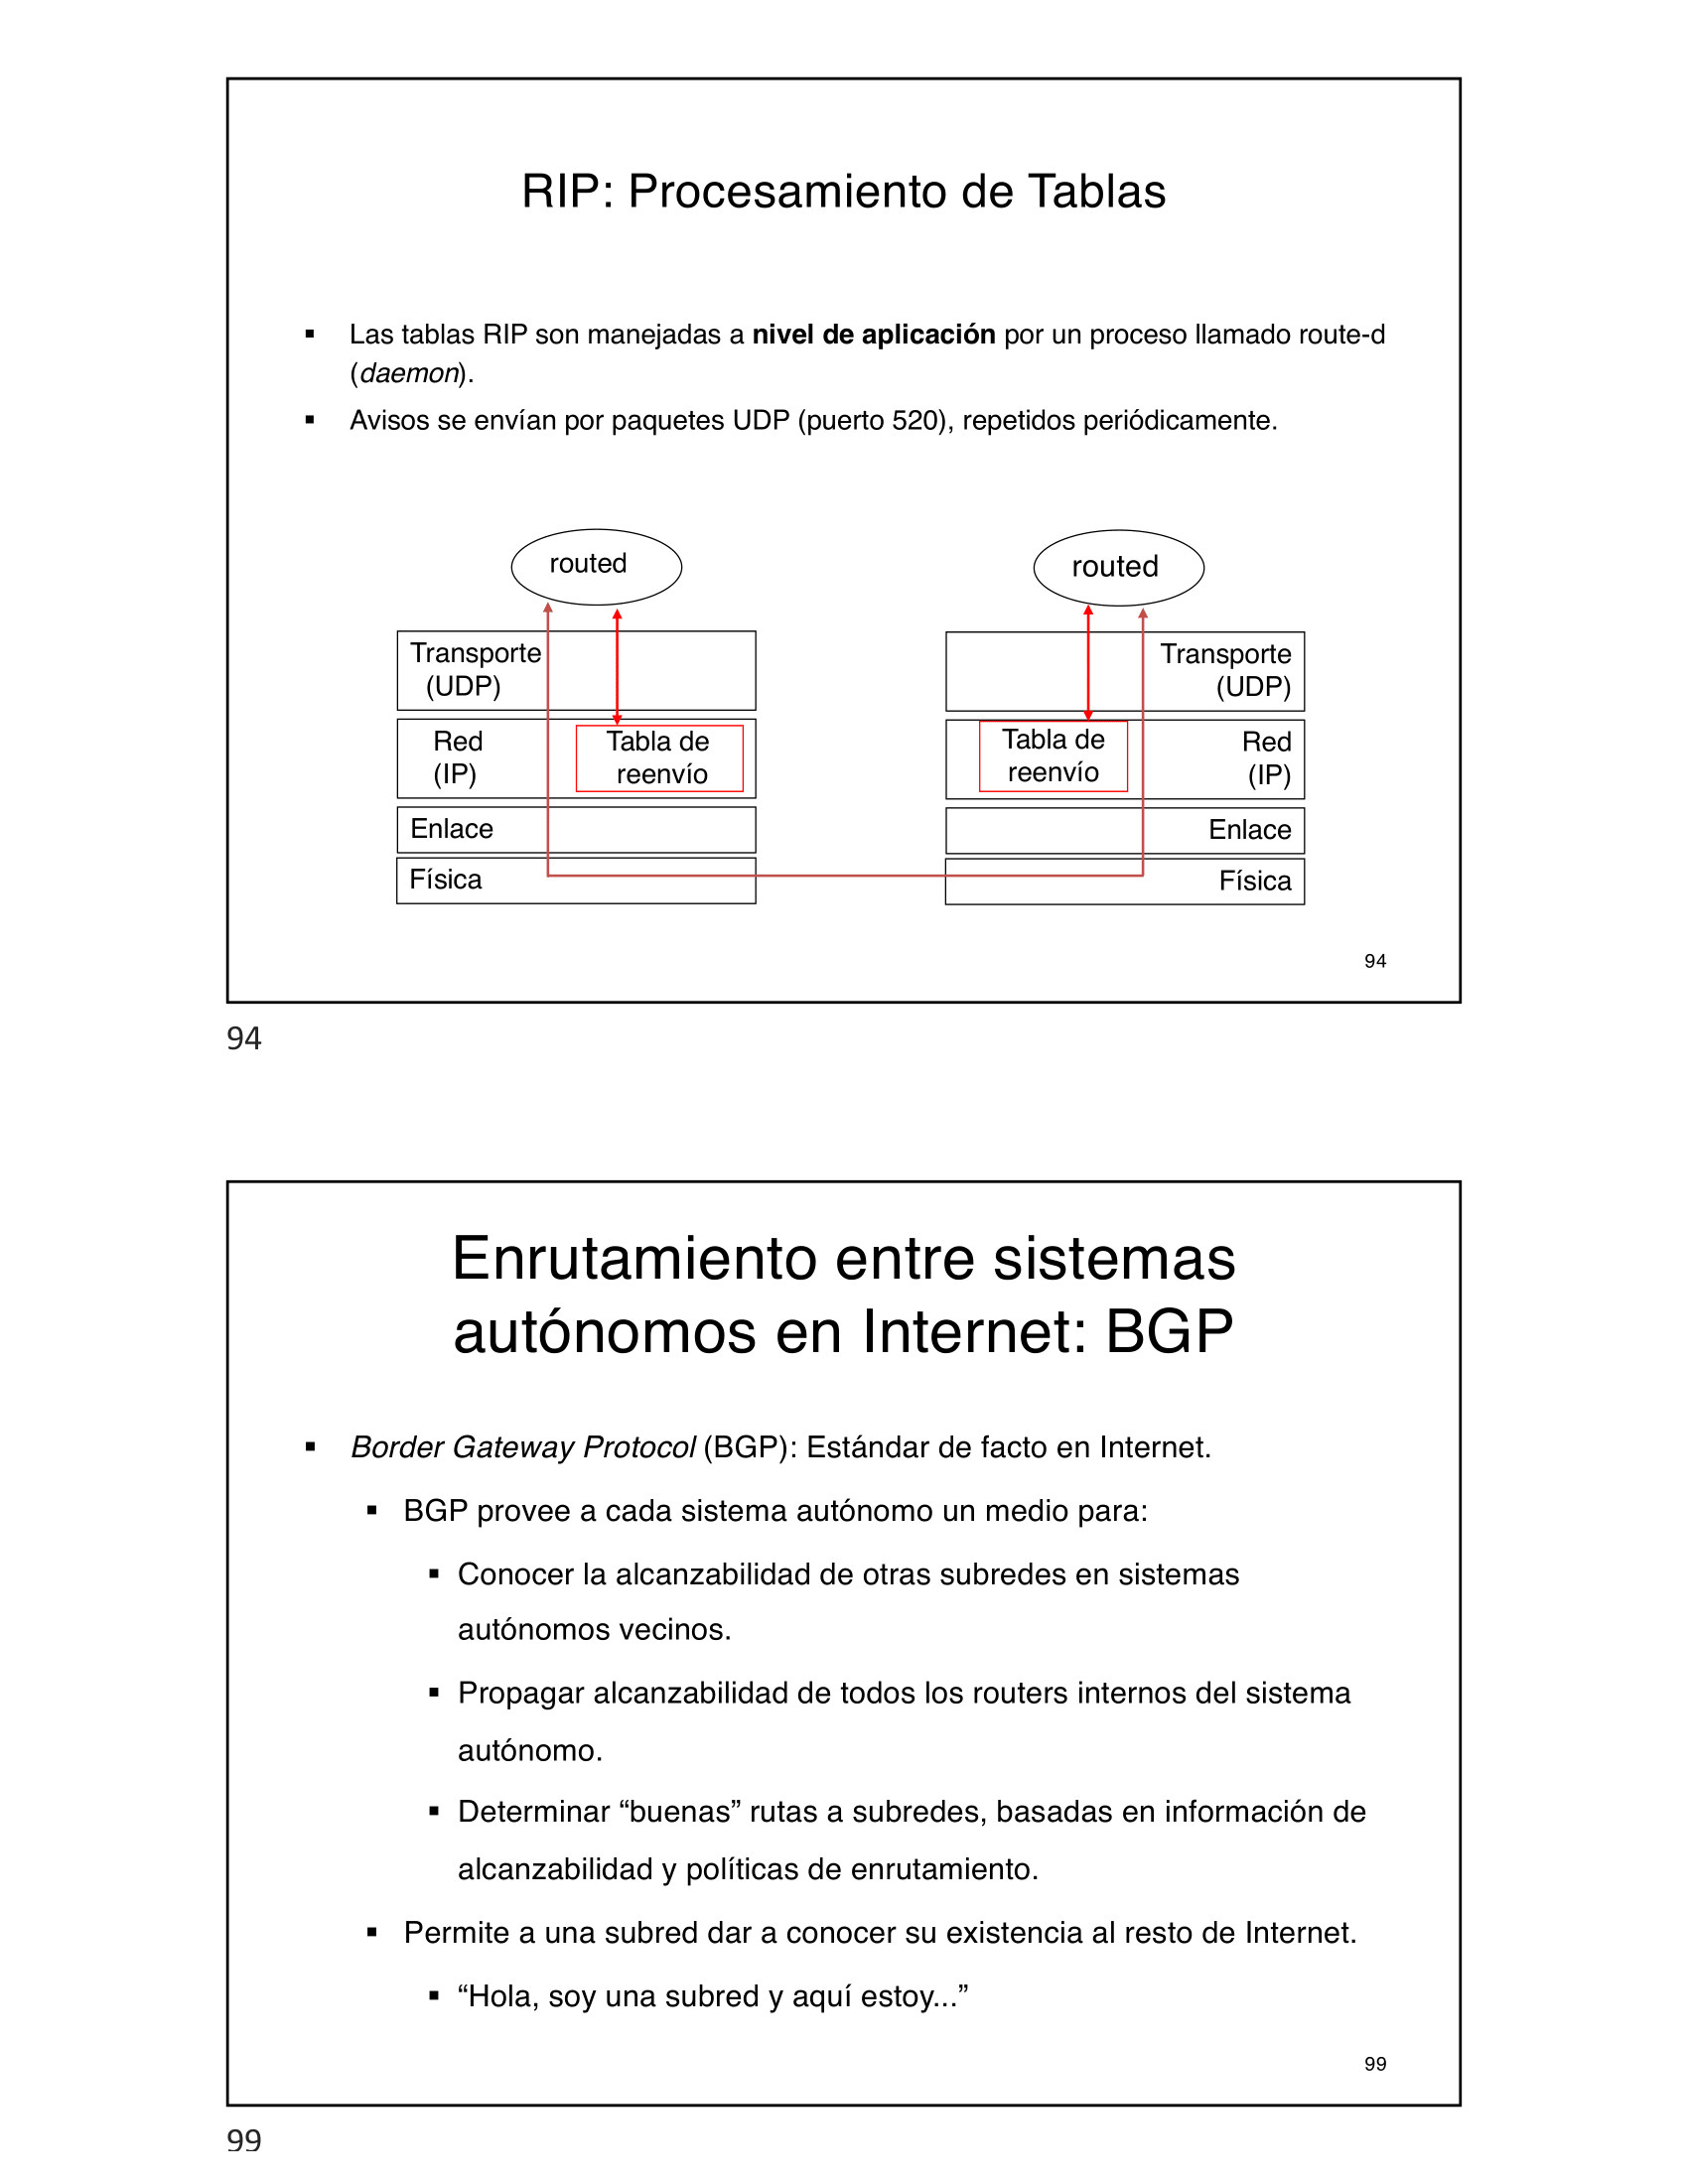 RIP: Procesamiento de Tablas
▪ Las tablas RIP son manejadas a nivel de aplicación por un proceso llamado route-d
(daemon).
▪ Avisos se envían por paquetes UDP (puerto 520), repetidos periódicamente.
routed
routed
Transporte
(UDP)
Transporte
(UDP)
Red
(IP)
Tabla de
reenvío
Tabla de
reenvío
Red
(IP)
Enlace
Enlace
Física
Física
94
94
Enrutamiento entre sistemas
autónomos en Internet: BGP
▪ Border Gateway Protocol (BGP): Estándar de facto en Internet.
▪ BGP provee a cada sistema autónomo un medio para:
▪ Conocer la alcanzabilidad de otras subredes en sistemas
autónomos vecinos.
▪ Propagar alcanzabilidad de todos los routers internos del sistema
autónomo.
▪ Determinar “buenas” rutas a subredes, basadas en información de
alcanzabilidad y políticas de enrutamiento.
▪ Permite a una subred dar a conocer su existencia al resto de Internet.
▪ “Hola, soy una subred y aquí estoy...”
99
99